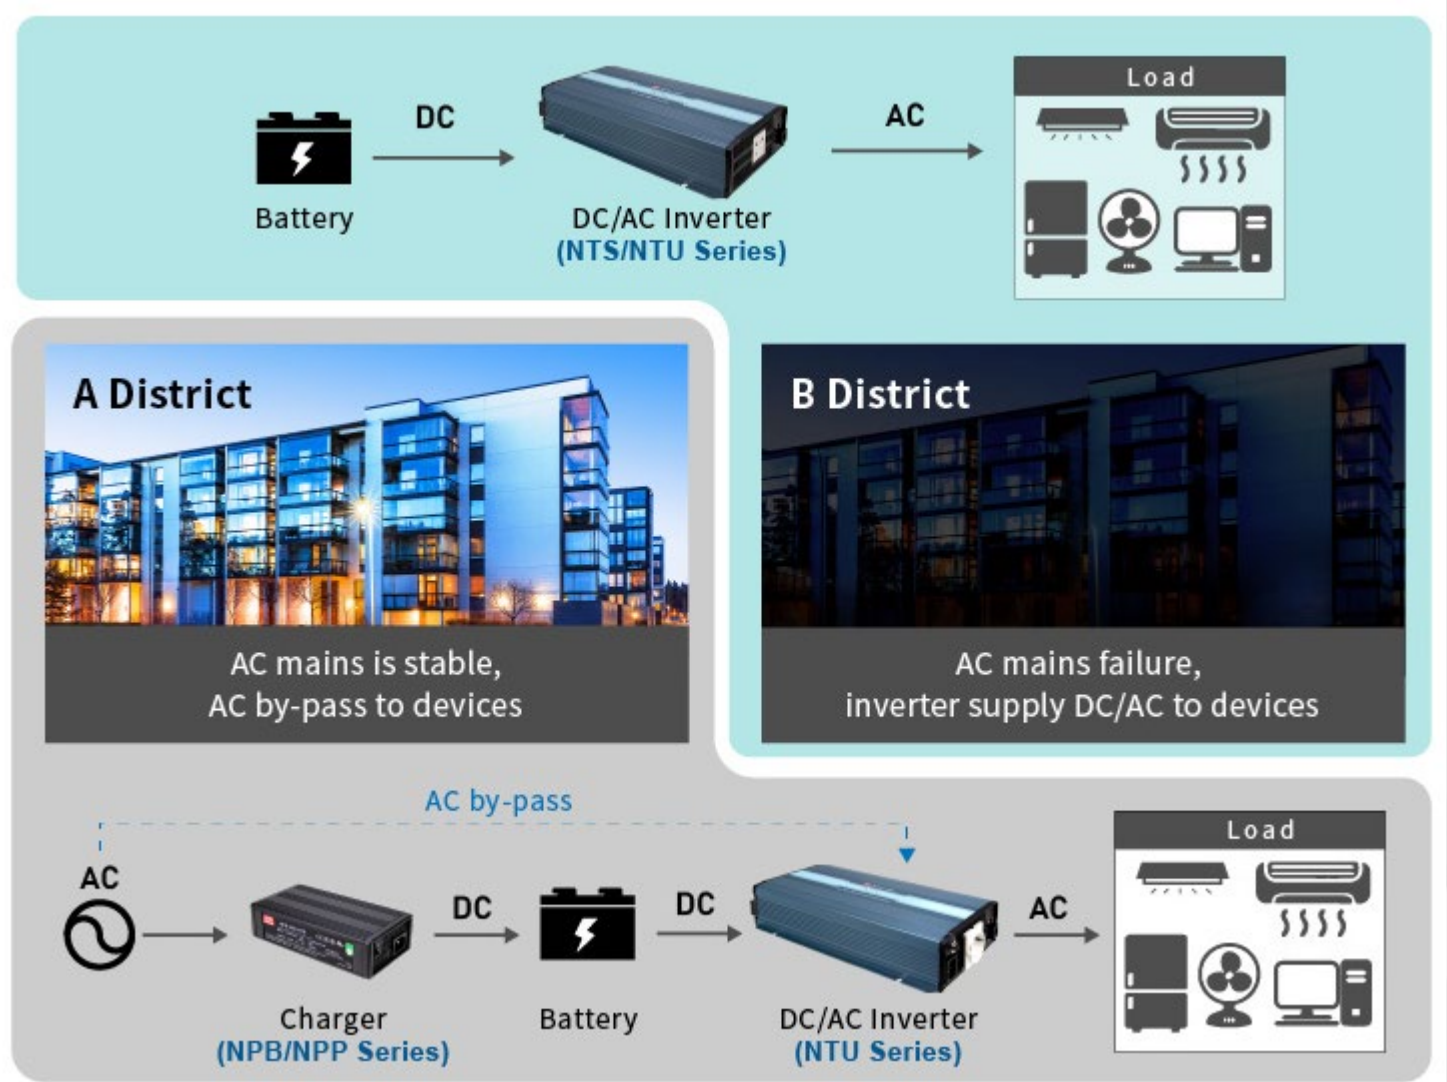 DC
AC
Load
Battery
DC/AC Inverter
(NTS/NTU Series)
A District
AC mains is stable,
AC by-pass to devices
B District
AC mains failure,
inverter supply DC/AC to devices
AC by-pass
AC
DC
DC
AC
Load
Charger
(NPB/NPP Series)
Battery
DC/AC Inverter
(NTU Series)